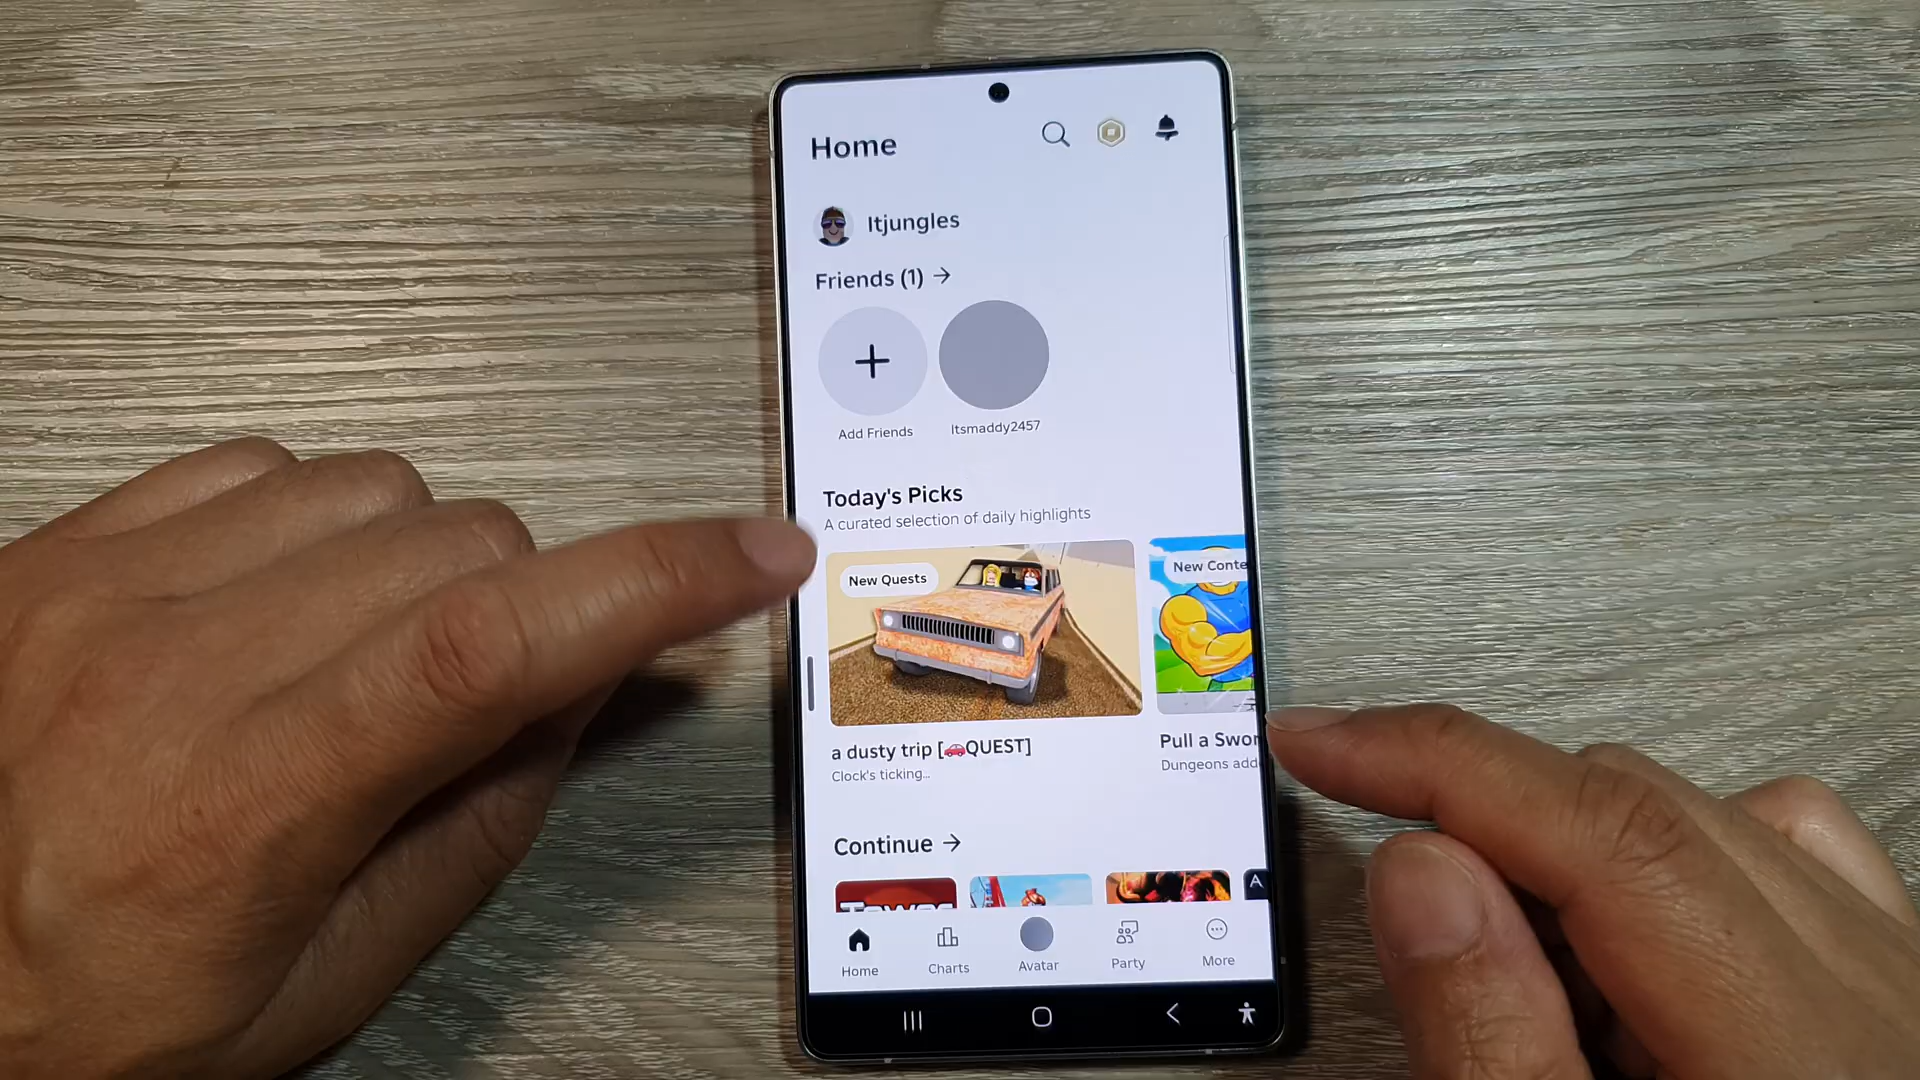 Home
Itjungles
Friends (1) →
Add Friends
Itsmaddy2457
Today's Picks
A curated selection of daily highlights
New Quests
New Conte
a dusty trip [🚗QUEST]
Clock's ticking...
Pull a Swor
Dungeons add
Continue →
A
Home
Charts
Avatar
Party
More